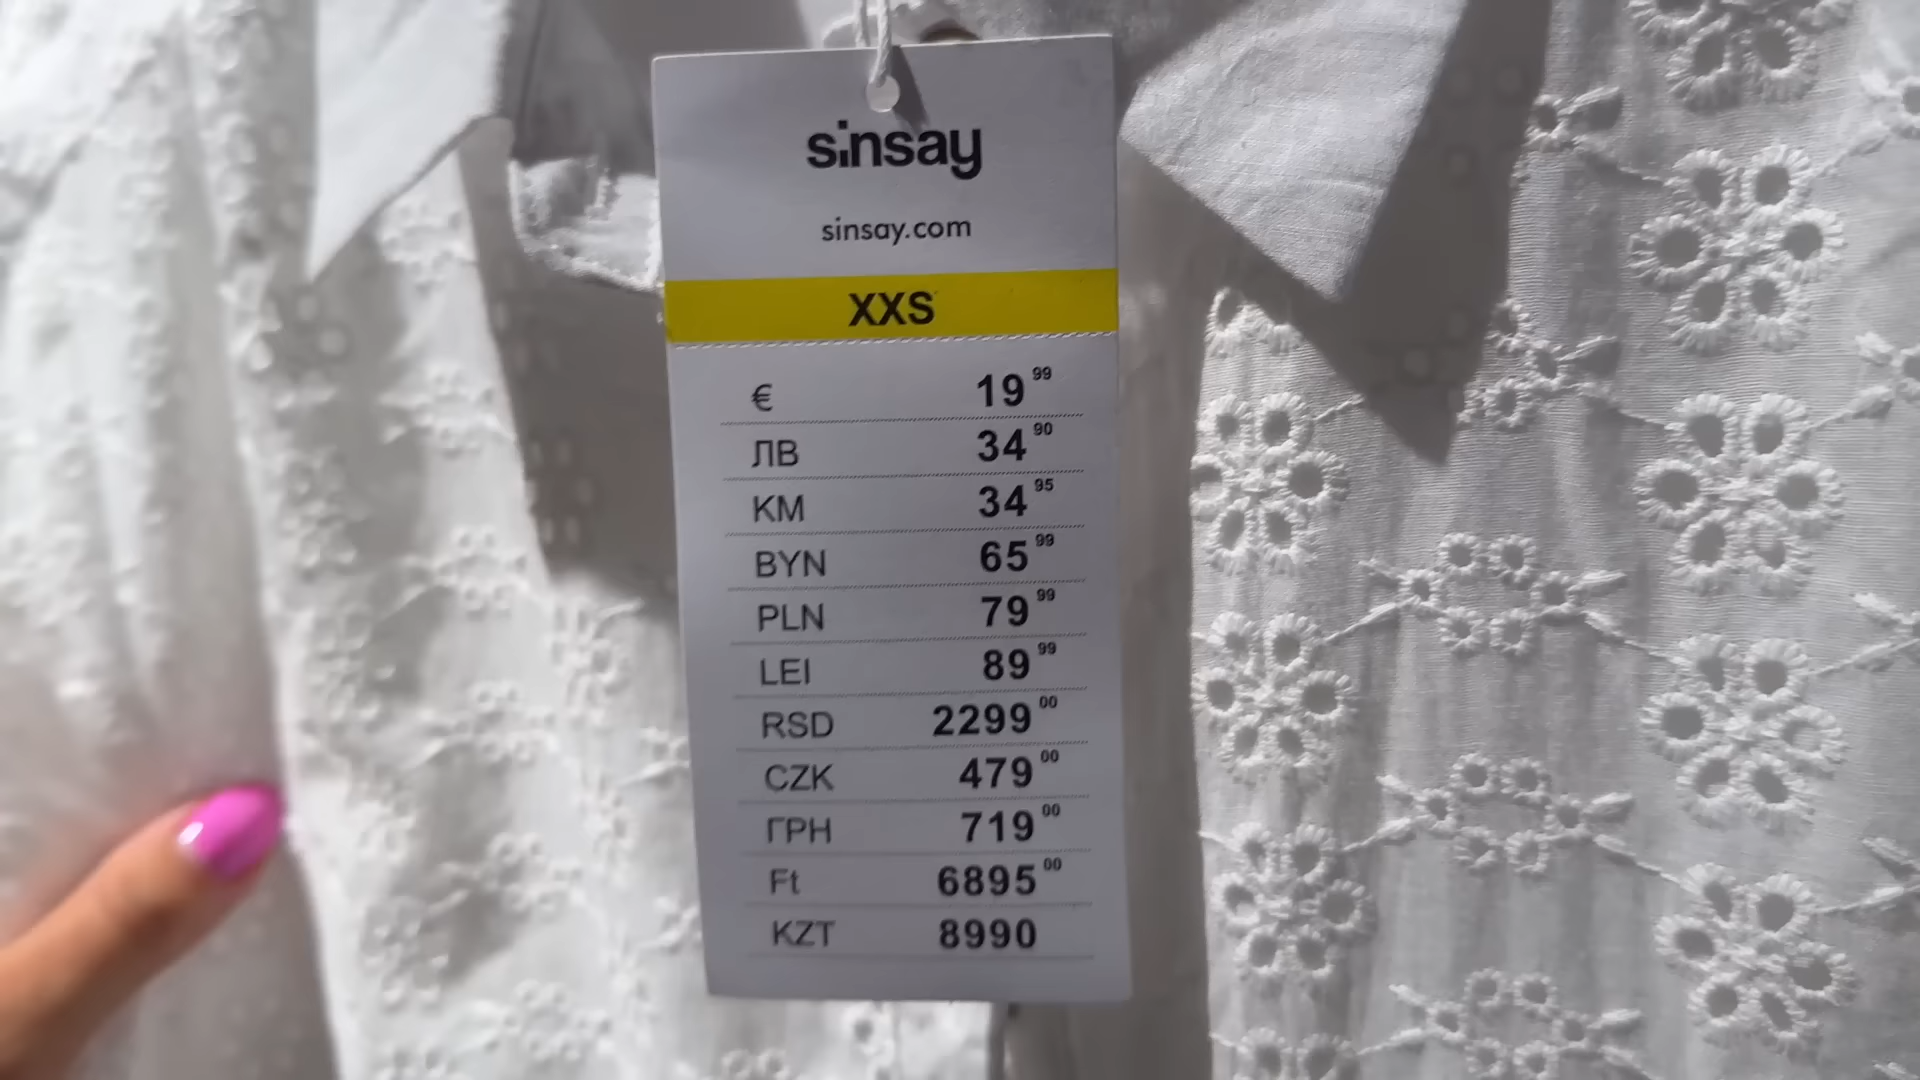 sinsay
sinsay.com
XXS
€ 19 99
ЛВ 34 90
KM 34 95
BYN 65 99
PLN 79 99
LEI 89 99
RSD 2299 00
CZK 479 00
ГРН 719 00
Ft 6895 00
KZT 8990